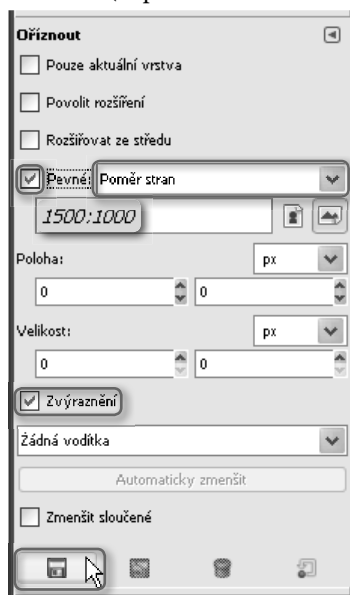 Oříznout
Pouze aktuální vrstva
Povolit rozšíření
Rozšiřovat ze středu
Pevné: Poměr stran
1500:1000
Poloha: px
0 0
Velikost: px
0 0
Zvýraznění
Žádná vodítka
Automaticky zmenšit
Zmenšit sloučené